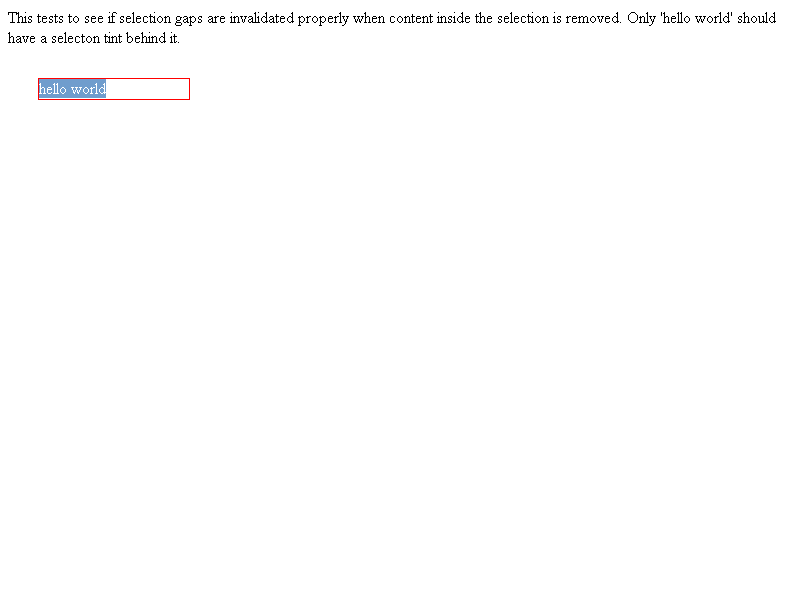 This tests to see if selection gaps are invalidated properly when content inside the selection is removed. Only 'hello world' should
have a selecton tint behind it.
hello world